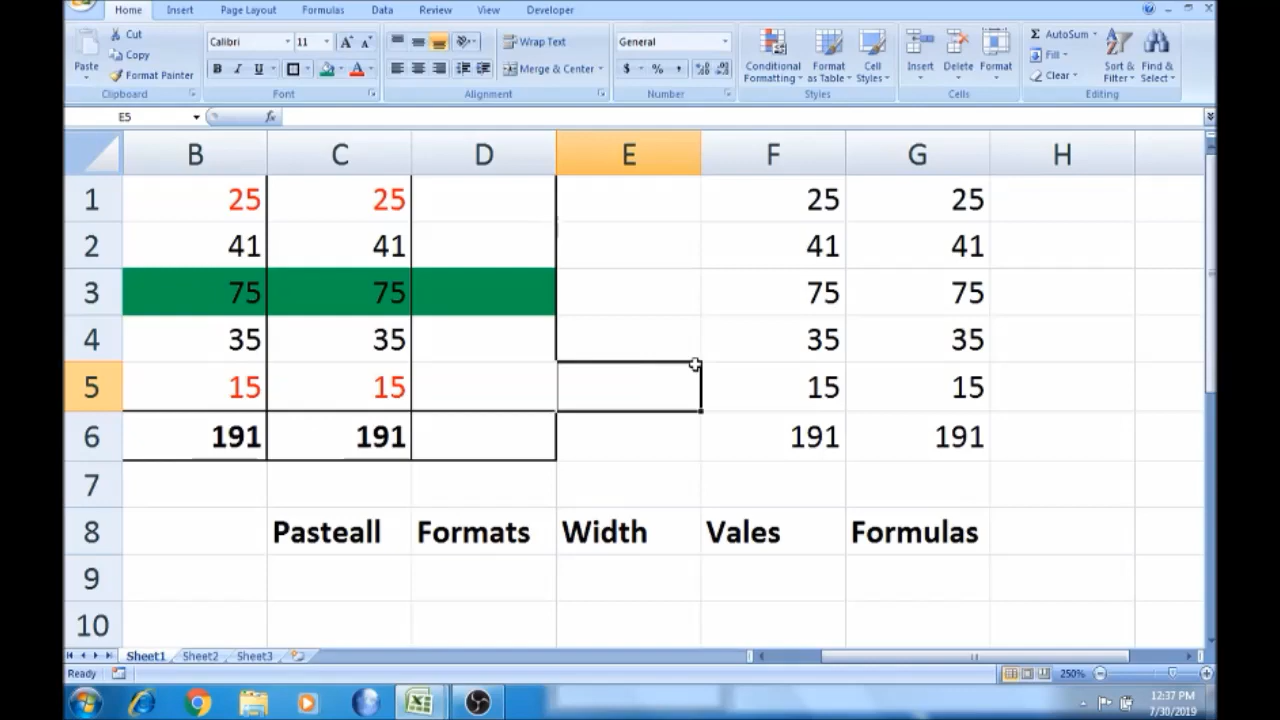 Home Insert Page Layout Formulas Data Review View Developer
Cut
Copy
Format Painter
Paste
Clipboard
Calibri 11
B I U
Font
Wrap Text
Merge & Center
Alignment
General
$ % ,
Number
Conditional Formatting
Format as Table
Cell Styles
Styles
Insert Delete Format
Cells
Σ AutoSum
Fill
Clear
Sort & Filter
Find & Select
Editing
E5 fx
B C D E F G H
1 25 25 25 25
2 41 41 41 41
3 75 75 75 75
4 35 35 35 35
5 15 15 15 15
6 191 191 191 191
7
8 Pasteall Formats Width Vales Formulas
9
10
Sheet1 Sheet2 Sheet3
Ready 250%
12:37 PM
7/30/2019